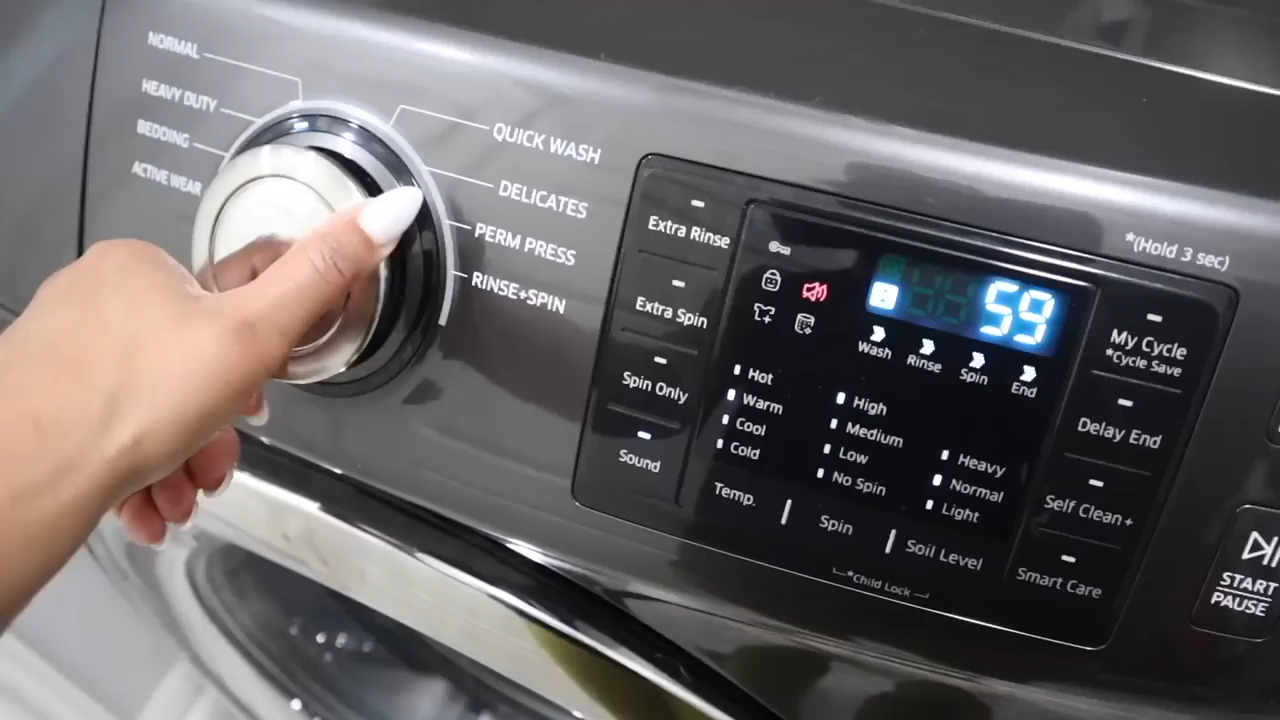 NORMAL
HEAVY DUTY
BEDDING
ACTIVE WEAR
QUICK WASH
DELICATES
PERM PRESS
RINSE+SPIN
Extra Rinse
Extra Spin
Spin Only
Sound
59
Wash Rinse Spin End
Hot
Warm
Cool
Cold
Temp.
High
Medium
Low
No Spin
Spin
Heavy
Normal
Light
Soil Level
*Child Lock
*(Hold 3 sec)
My Cycle
*Cycle Save
Delay End
Self Clean+
Smart Care
START
PAUSE